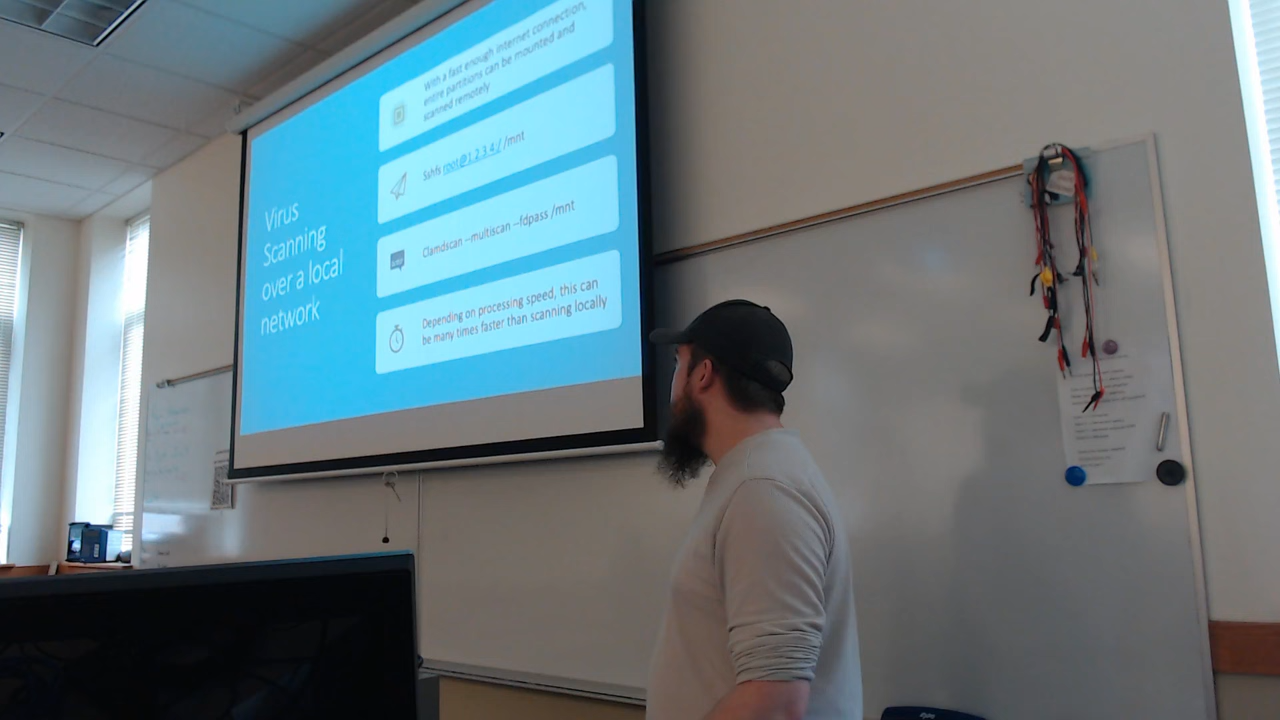 Virus
Scanning
over a local
network
With a fast enough internet connection,
entire partitions can be mounted and
scanned remotely
Sshfs root@1.2.3.4:/ /mnt
Clamdscan --multiscan --fdpass /mnt
Depending on processing speed, this can
be many times faster than scanning locally